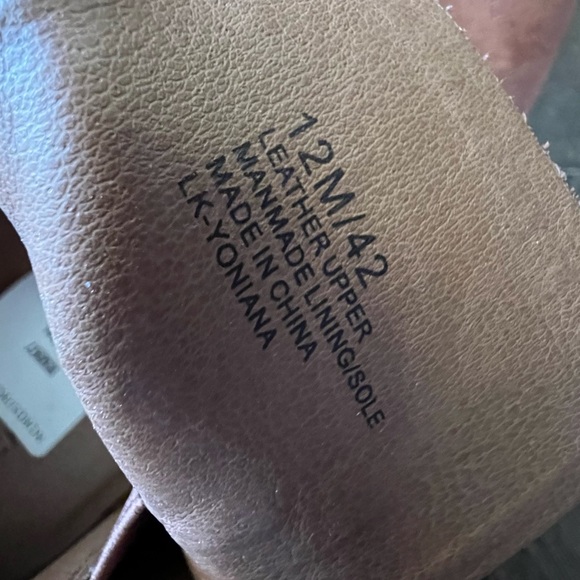 12M/42
LEATHER UPPER
MANMADE LINING/SOLE
MADE IN CHINA
LK-YONIANA